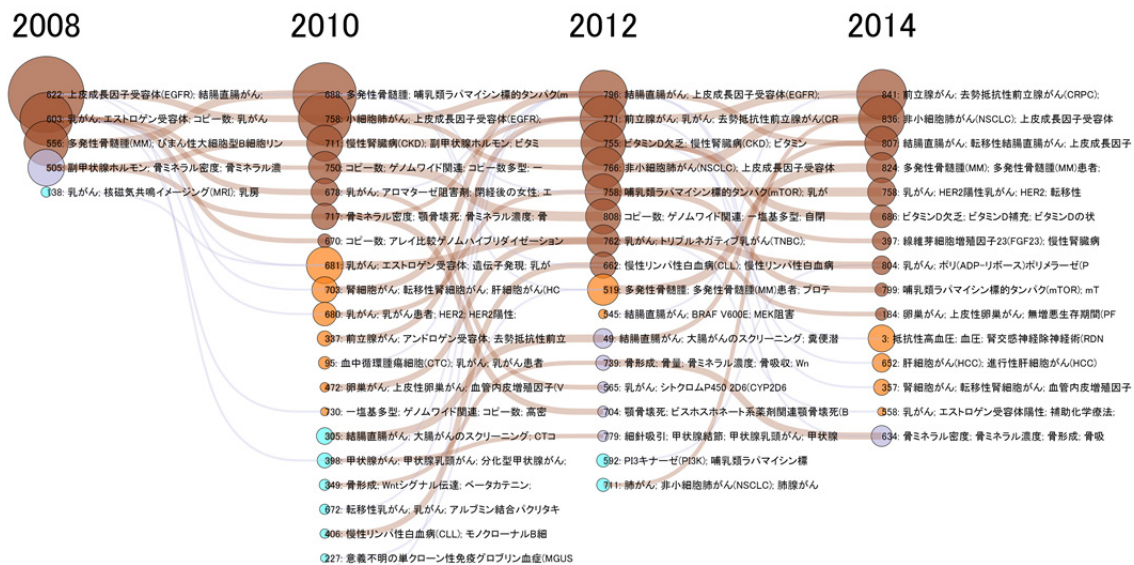 2008
2010
2012
2014
622: 上皮成長因子受容体(EGFR); 結腸直腸がん;
603: 乳がん; エストロゲン受容体; コピー数; 乳がん
556: 多発性骨髄腫(MM); びまん性大細胞型B細胞リン
505: 副甲状腺ホルモン; 骨ミネラル密度; 骨ミネラル濃
138: 乳がん; 核磁気共鳴イメージング(MRI); 乳房
688: 多発性骨髄腫; 哺乳類ラパマイシン標的タンパク(m
758: 小細胞肺がん; 上皮成長因子受容体(EGFR);
711: 慢性腎臓病(CKD); 副甲状腺ホルモン; ビタミ
750: コピー数; ゲノムワイド関連; コピー数多型; 一
678: 乳がん; アロマターゼ阻害剤; 閉経後の女性; エ
717: 骨ミネラル密度; 顎骨壊死; 骨ミネラル濃度; 骨
670: コピー数; アレイ比較ゲノムハイブリダイゼーション
681: 乳がん; エストロゲン受容体; 遺伝子発現; 乳が
703: 腎細胞がん; 転移性腎細胞がん; 肝細胞がん(HC
680: 乳がん; 乳がん患者; HER2; HER2陽性;
337: 前立腺がん; アンドロゲン受容体; 去勢抵抗性前立
95: 血中循環腫瘍細胞(CTC); 乳がん; 乳がん患者
472: 卵巣がん; 上皮性卵巣がん; 血管内皮増殖因子(V
730: 一塩基多型; ゲノムワイド関連; コピー数; 高密
305: 結腸直腸がん; 大腸がんのスクリーニング; CTコ
398: 甲状腺がん; 甲状腺乳頭がん; 分化型甲状腺がん;
349: 骨形成; Wntシグナル伝達; ベータカテニン;
672: 転移性乳がん; 乳がん; アルブミン結合パクリタキ
406: 慢性リンパ性白血病(CLL); モノクローナルB細
227: 意義不明の単クローン性免疫グロブリン血症(MGUS
796: 結腸直腸がん; 上皮成長因子受容体(EGFR);
771: 前立腺がん; 乳がん; 去勢抵抗性前立腺がん(CR
755: ビタミンD欠乏; 慢性腎臓病(CKD); ビタミン
766: 非小細胞肺がん(NSCLC); 上皮成長因子受容体
758: 哺乳類ラパマイシン標的タンパク(mTOR); 乳が
808: コピー数; ゲノムワイド関連; 一塩基多型; 自閉
762: 乳がん; トリプルネガティブ乳がん(TNBC);
662: 慢性リンパ性白血病(CLL); 慢性リンパ性白血病
519: 多発性骨髄腫; 多発性骨髄腫(MM)患者; プロテ
545: 結腸直腸がん; BRAF V600E; MEK阻害
49: 結腸直腸がん; 大腸がんのスクリーニング; 糞便潜
739: 骨形成; 骨量; 骨ミネラル濃度; 骨吸収; Wn
565: 乳がん; シトクロムP450 2D6(CYP2D6
704: 顎骨壊死; ビスホスホネート系薬剤関連顎骨壊死(B
779: 細針吸引; 甲状腺結節; 甲状腺乳頭がん; 甲状腺
592: PI3キナーゼ(PI3K); 哺乳類ラパマイシン標
711: 肺がん; 非小細胞肺がん(NSCLC); 肺腺がん
841: 前立腺がん; 去勢抵抗性前立腺がん(CRPC);
836: 非小細胞肺がん(NSCLC); 上皮成長因子受容体
807: 結腸直腸がん; 転移性結腸直腸がん; 上皮成長因子
824: 多発性骨髄腫(MM); 多発性骨髄腫(MM)患者;
758: 乳がん; HER2陽性乳がん; HER2; 転移性
686: ビタミンD欠乏; ビタミンD補充; ビタミンDの状
397: 線維芽細胞増殖因子23(FGF23); 慢性腎臓病
804: 乳がん; ポリ(ADP-リボース)ポリメラーゼ(P
799: 哺乳類ラパマイシン標的タンパク(mTOR); mT
184: 卵巣がん; 上皮性卵巣がん; 無増悪生存期間(PF
3: 抵抗性高血圧; 血圧; 腎交感神経除神経術(RDN
652: 肝細胞がん(HCC); 進行性肝細胞がん(HCC)
357: 腎細胞がん; 転移性腎細胞がん; 血管内皮増殖因子
558: 乳がん; エストロゲン受容体陽性; 補助化学療法;
634: 骨ミネラル密度; 骨ミネラル濃度; 骨形成; 骨吸